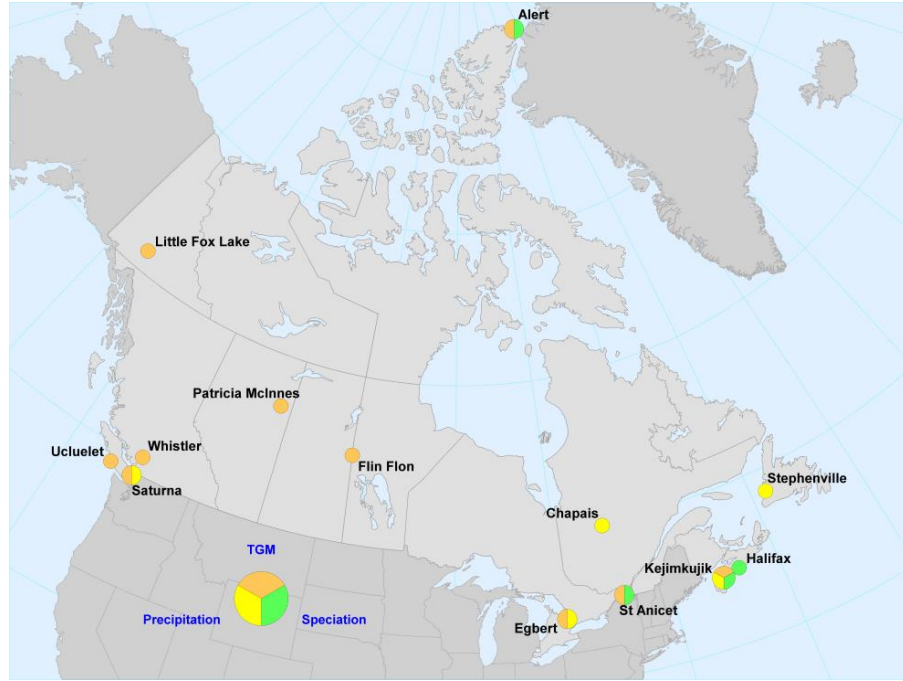 Alert
Little Fox Lake
Patricia McInnes
Ucluelet
Whistler
Flin Flon
Saturna
Stephenville
Chapais
TGM
Kejimkujik
Halifax
Precipitation
Speciation
St Anicet
Egbert